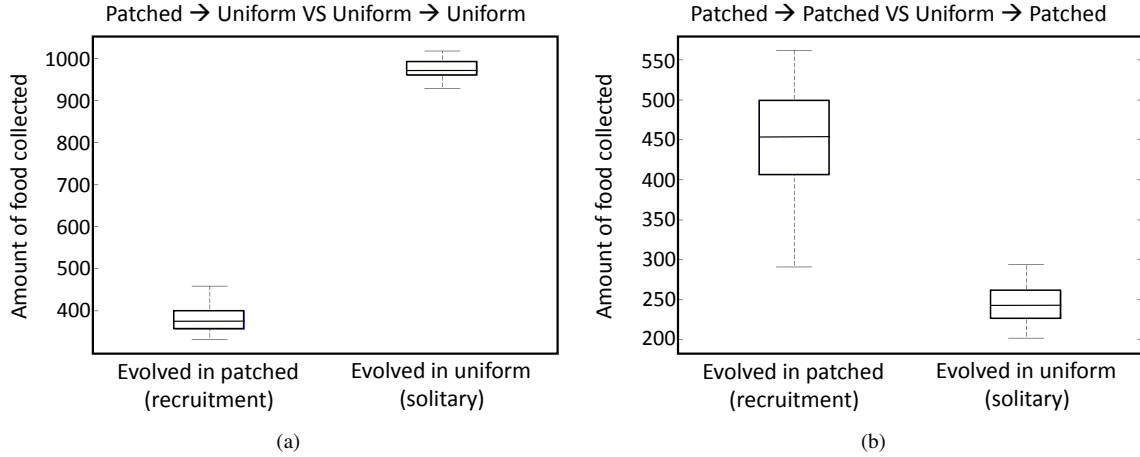 Patched → Uniform VS Uniform → Uniform
Amount of food collected
1000
900
800
700
600
500
400
Evolved in patched
(recruitment)
Evolved in uniform
(solitary)
(a)
Patched → Patched VS Uniform → Patched
Amount of food collected
550
500
450
400
350
300
250
200
Evolved in patched
(recruitment)
Evolved in uniform
(solitary)
(b)